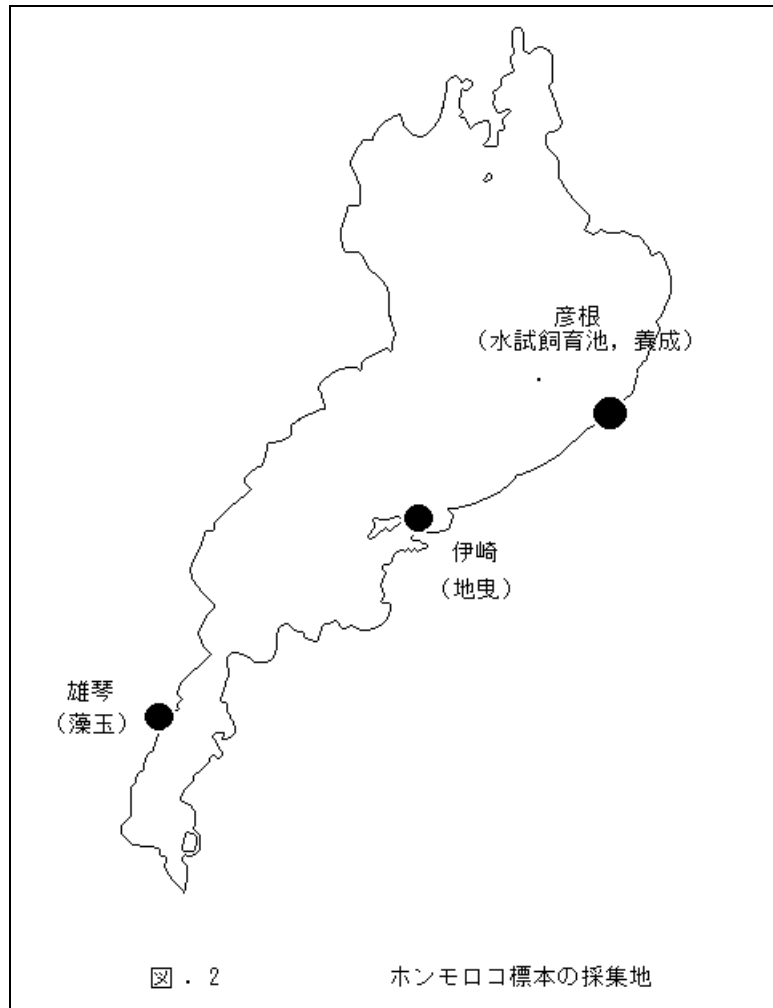 彦根
（水試飼育池，養成）
伊崎
（地曳）
雄琴
（藻玉）
図．2 ホンモロコ標本の採集地